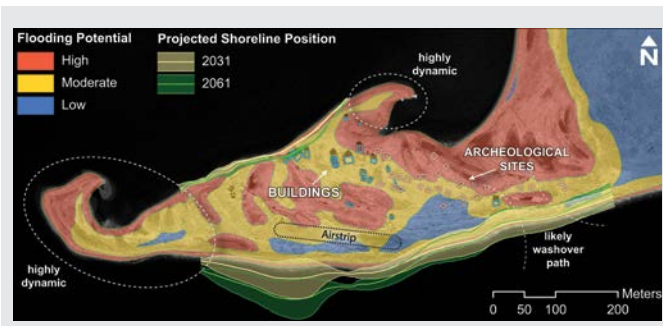 Flooding Potential
High
Moderate
Low
Projected Shoreline Position
2031
2061
highly
dynamic
N
ARCHEOLOGICAL
SITES
BUILDINGS
Airstrip
highly
dynamic
likely
washover
path
Meters
0 50 100 200